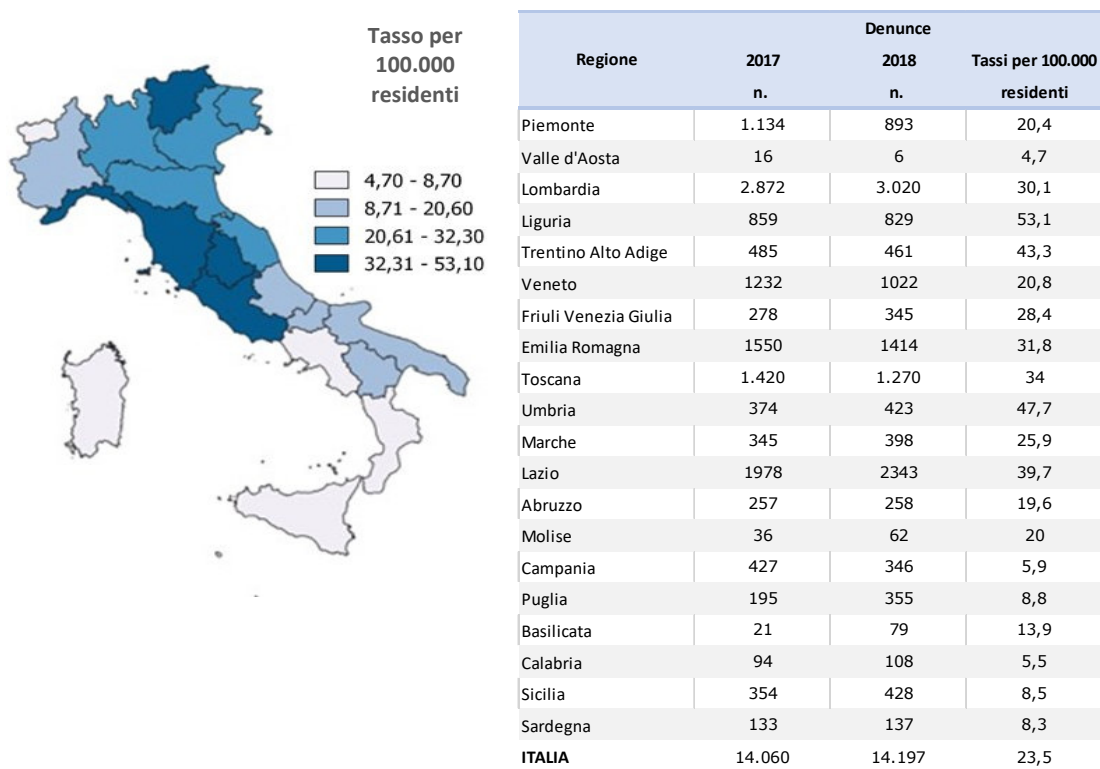 Tasso per
100.000
residenti
4,70 - 8,70
8,71 - 20,60
20,61 - 32,30
32,31 - 53,10
Denunce
Regione 2017 2018 Tassi per 100.000
n. n. residenti
Piemonte 1.134 893 20,4
Valle d'Aosta 16 6 4,7
Lombardia 2.872 3.020 30,1
Liguria 859 829 53,1
Trentino Alto Adige 485 461 43,3
Veneto 1232 1022 20,8
Friuli Venezia Giulia 278 345 28,4
Emilia Romagna 1550 1414 31,8
Toscana 1.420 1.270 34
Umbria 374 423 47,7
Marche 345 398 25,9
Lazio 1978 2343 39,7
Abruzzo 257 258 19,6
Molise 36 62 20
Campania 427 346 5,9
Puglia 195 355 8,8
Basilicata 21 79 13,9
Calabria 94 108 5,5
Sicilia 354 428 8,5
Sardegna 133 137 8,3
ITALIA 14.060 14.197 23,5